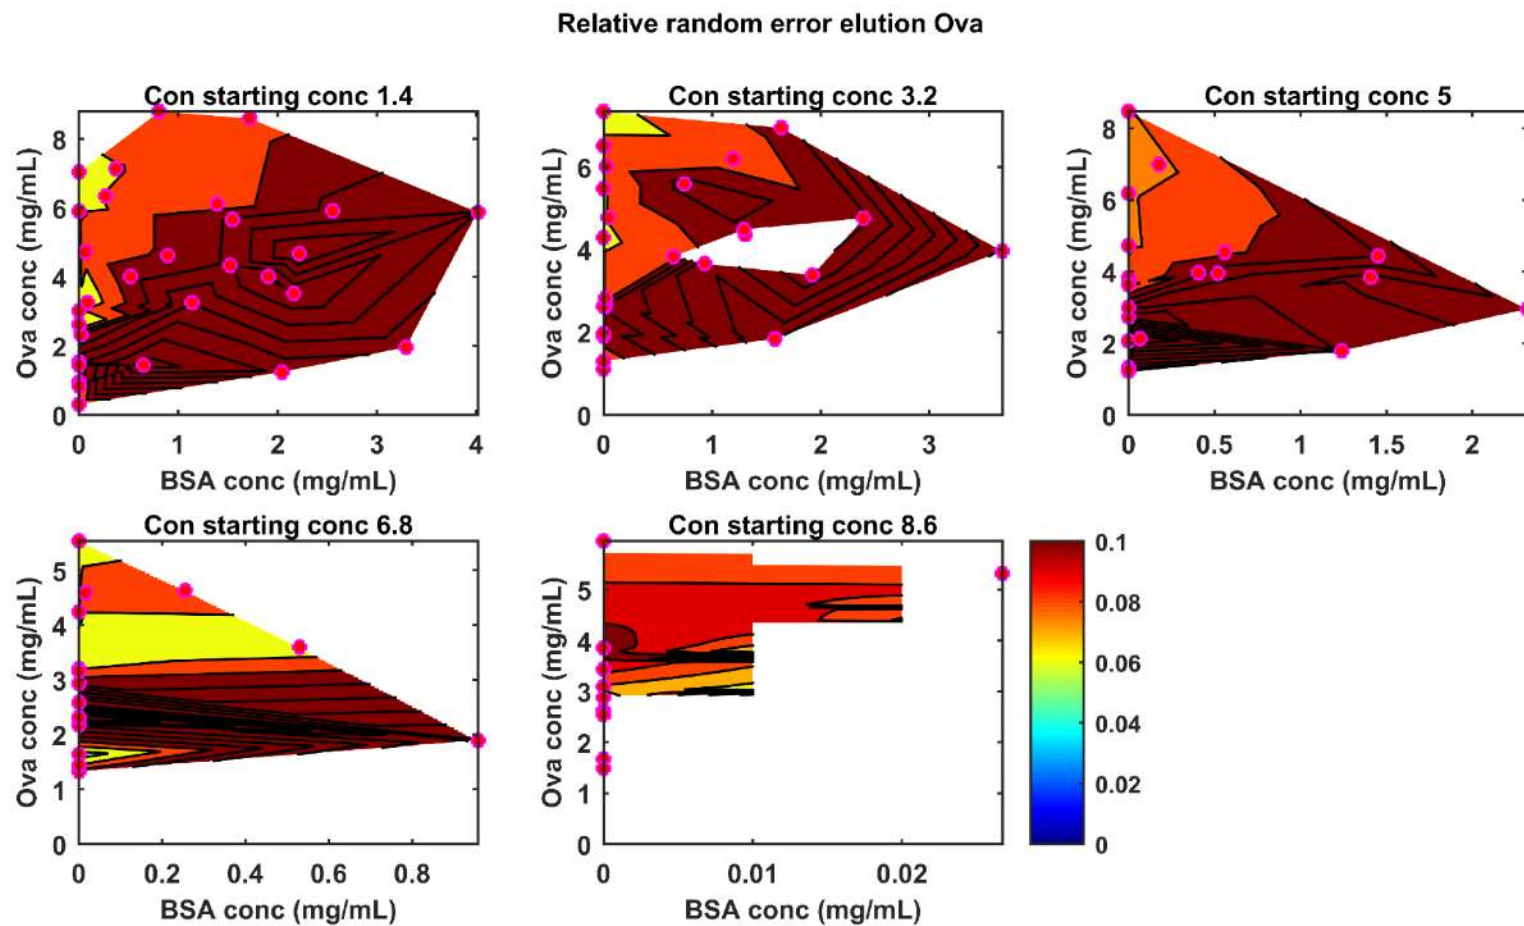 Relative random error elution Ova
Con starting conc 1.4
Ova conc (mg/mL)
8
6
4
2
0
0 1 2 3 4
BSA conc (mg/mL)
Con starting conc 3.2
Ova conc (mg/mL)
6
4
2
0
0 1 2 3
BSA conc (mg/mL)
Con starting conc 5
Ova conc (mg/mL)
8
6
4
2
0
0 0.5 1 1.5 2
BSA conc (mg/mL)
Con starting conc 6.8
Ova conc (mg/mL)
5
4
3
2
1
0
0 0.2 0.4 0.6 0.8
BSA conc (mg/mL)
Con starting conc 8.6
Ova conc (mg/mL)
5
4
3
2
1
0
0 0.01 0.02
BSA conc (mg/mL)
0.1
0.08
0.06
0.04
0.02
0